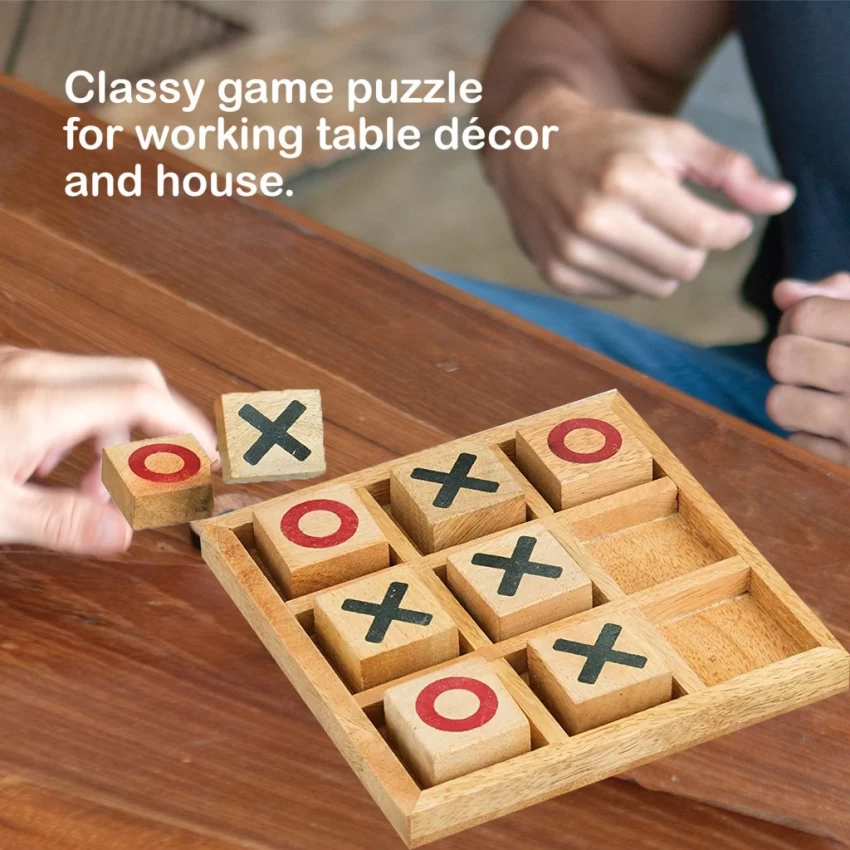 Classy game puzzle
for working table décor
and house.
O X
O X O
X X
O X